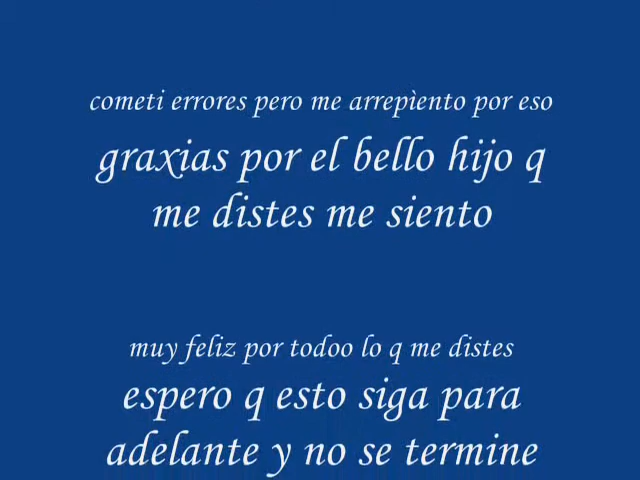 cometi errores pero me arrepìento por eso
graxias por el bello hijo q
me distes me siento
muy feliz por todoo lo q me distes
espero q esto siga para
adelante y no se termine